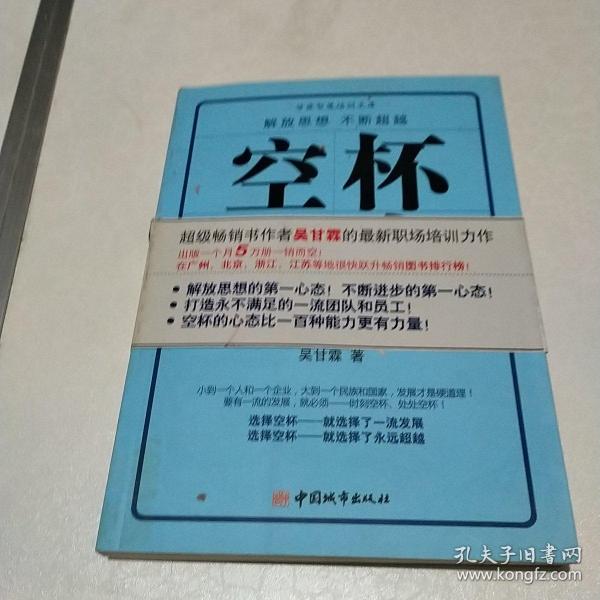 解放思想 不断超越
空杯
超级畅销书作者吴甘霖的最新职场培训力作
出版一个月5万册一销而空！
在广州、北京、浙江、江苏等地很快跃升畅销图书排行榜！
● 解放思想的第一心态！不断进步的第一心态！
● 打造永不满足的一流团队和员工！
● 空杯的心态比一百种能力更有力量！
吴甘霖 著
小到一个人和一个企业，大到一个民族和国家，发展才是硬道理！
要有一流的发展，就必须——时刻空杯、处处空杯！
选择空杯——就选择了一流发展
选择空杯——就选择了永远超越
中国城市出版社
孔夫子旧书网
www.kongfz.com